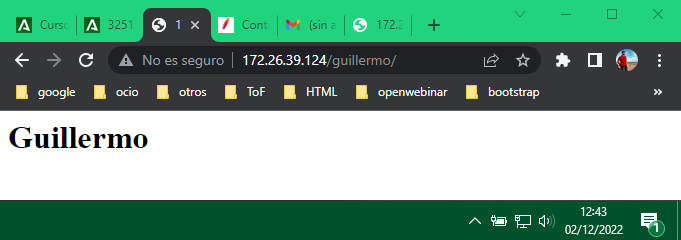 Curso 3251 1 Cont (sin a 172.2
No es seguro 172.26.39.124/guillermo/
google ocio otros ToF HTML openwebinar bootstrap »
Guillermo
12:43
02/12/2022
1